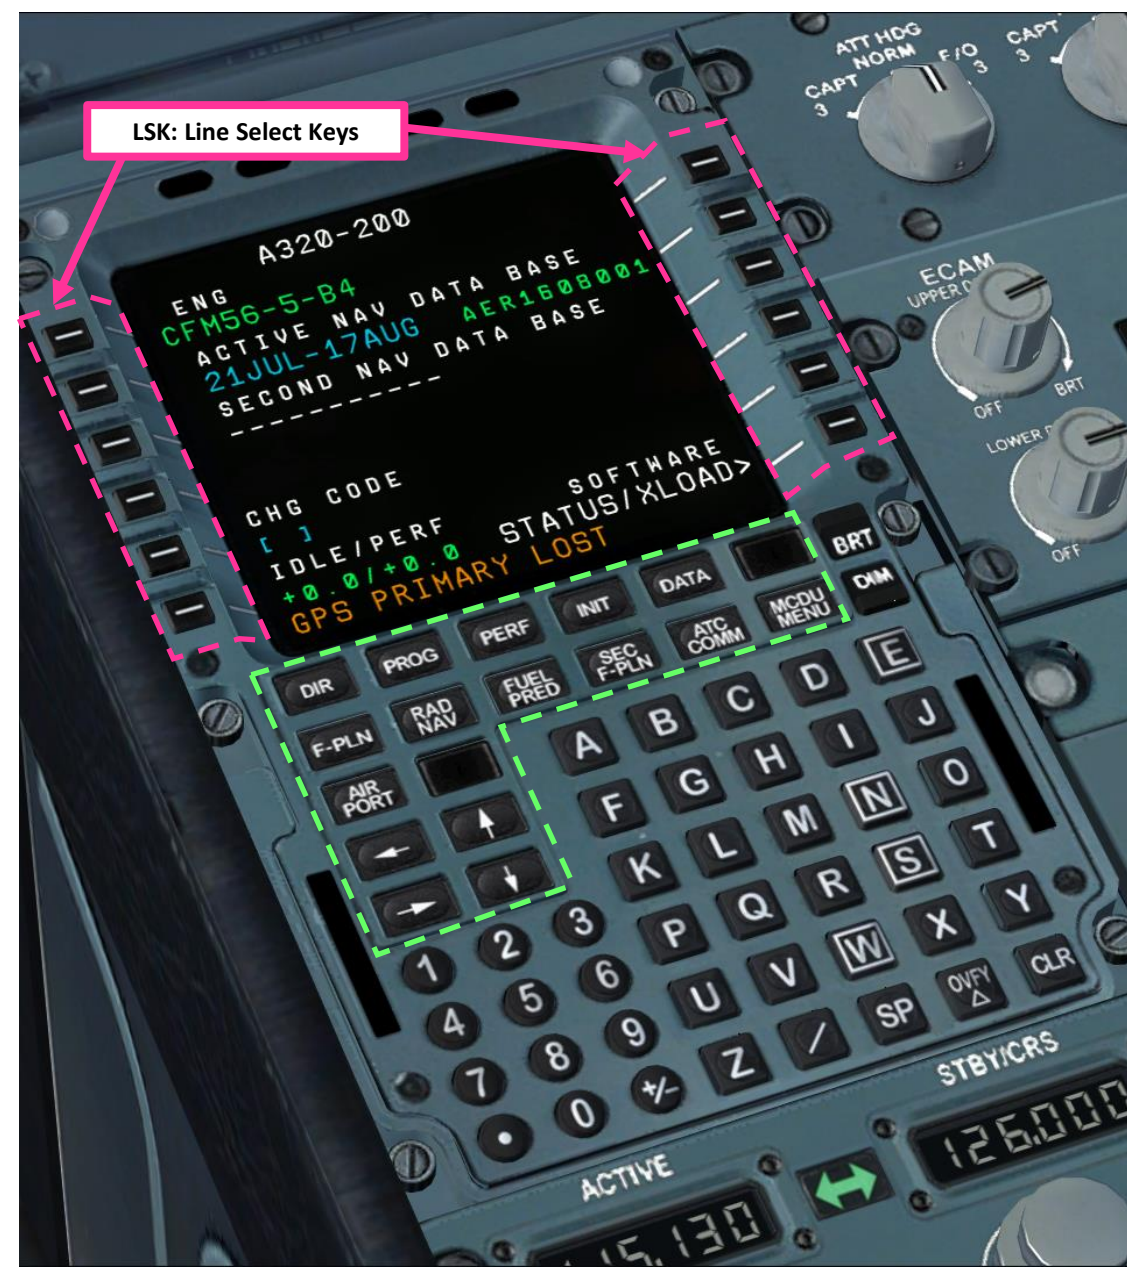 LSK: Line Select Keys
ATT HDG
NORM
CAPT
3
F/O
3
CAPT
3
ECAM
OFF
BRT
OFF
A320-200
ENG
CFM56-5-B4
ACTIVE NAV DATA BASE
21JUL-17AUG AER1608001
SECOND NAV DATA BASE
----------
CHG CODE
[ ]
SOFTWARE
IDLE/PERF STATUS/XLOAD>
+0.0/+0.0
GPS PRIMARY LOST
BRT
DIM
DIR PROG PERF INIT DATA
F-PLN
RAD
NAV
FUEL
PRED
SEC
F-PLN
ATC
COMM
MCDU
MENU
AIR
PORT
A B C D E
F G H I J
K L M N O
P Q R S T
U V W X Y
Z / SP
OVFY
△
CLR
1 2 3
4 5 6
7 8 9
. 0 +/-
ACTIVE
STBY/CRS
126.000